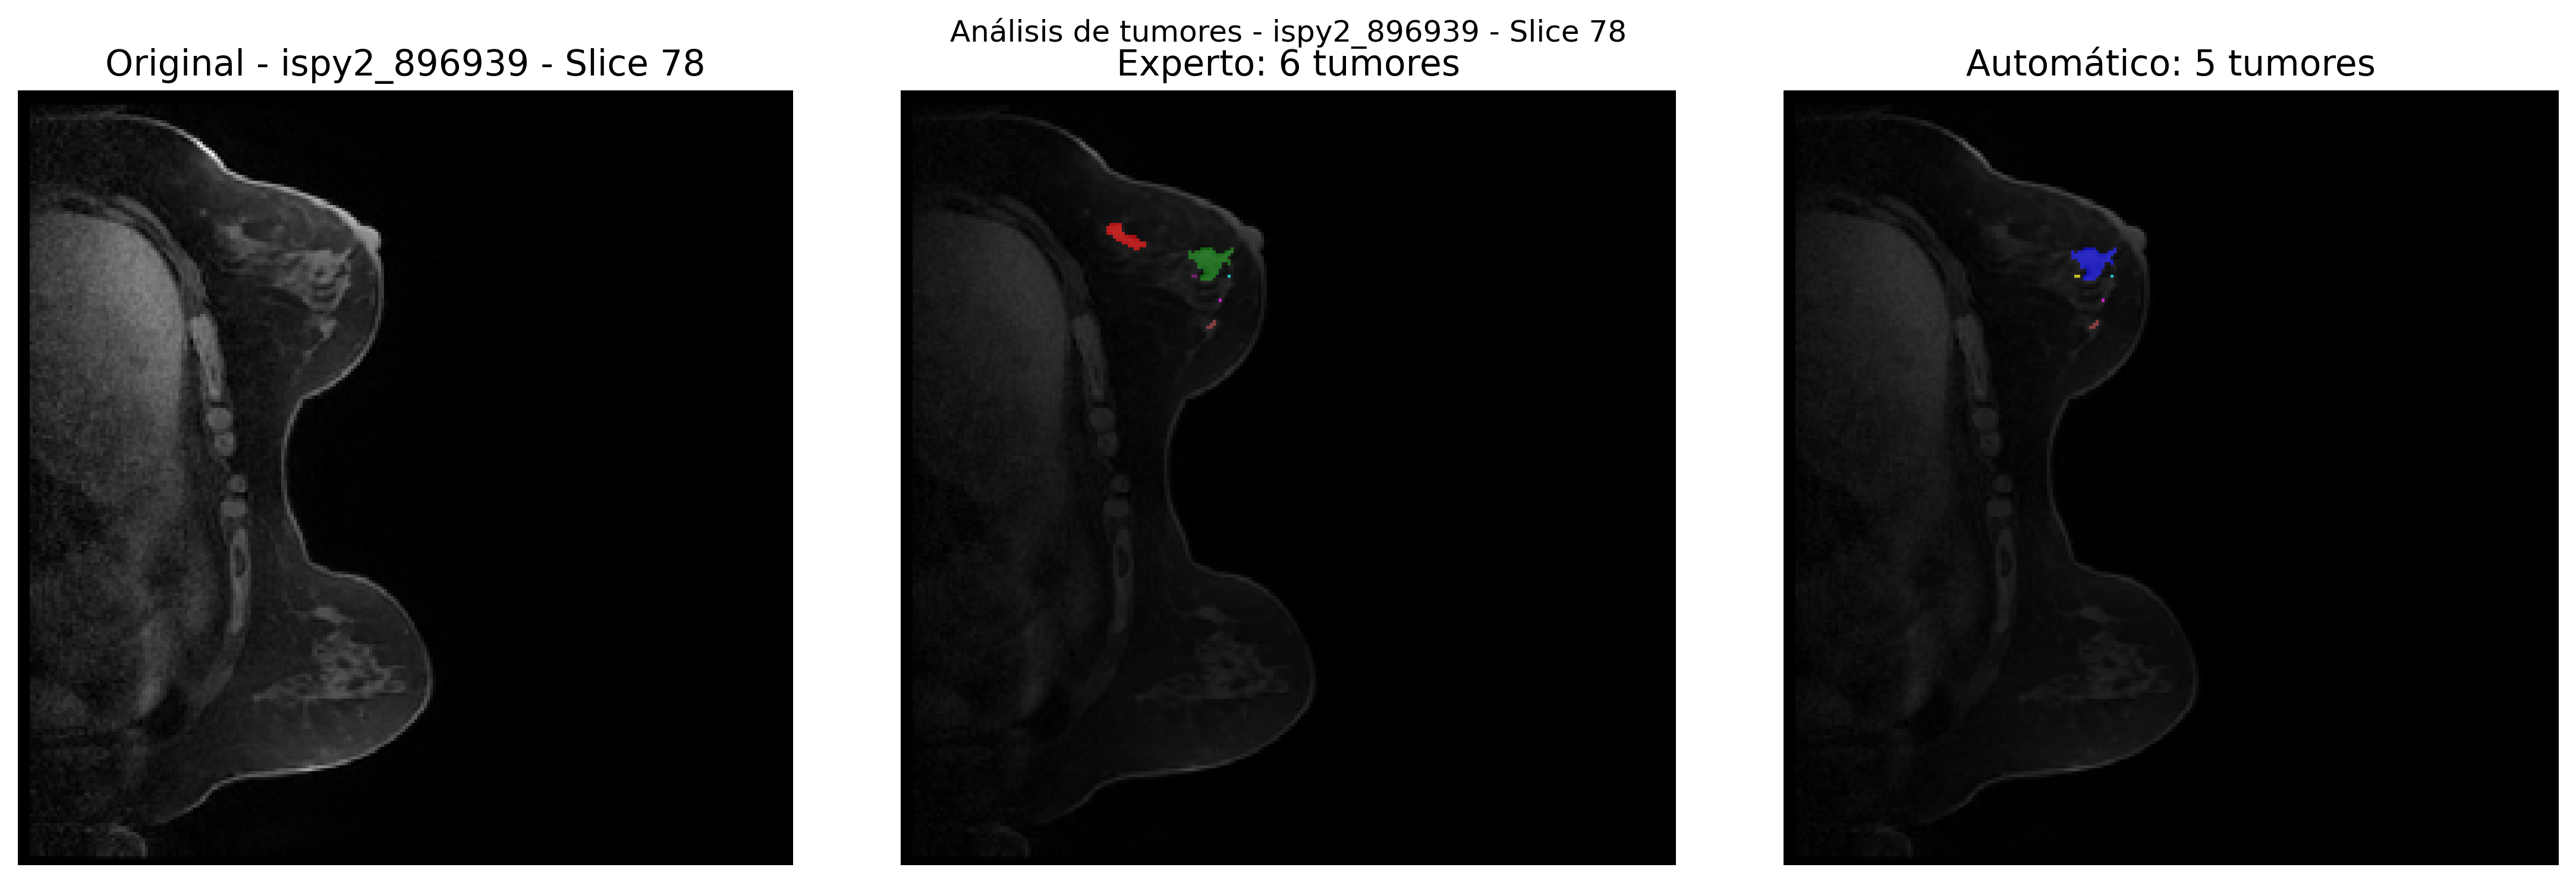 Análisis de tumores - ispy2_896939 - Slice 78
Original - ispy2_896939 - Slice 78
Experto: 6 tumores
Automático: 5 tumores